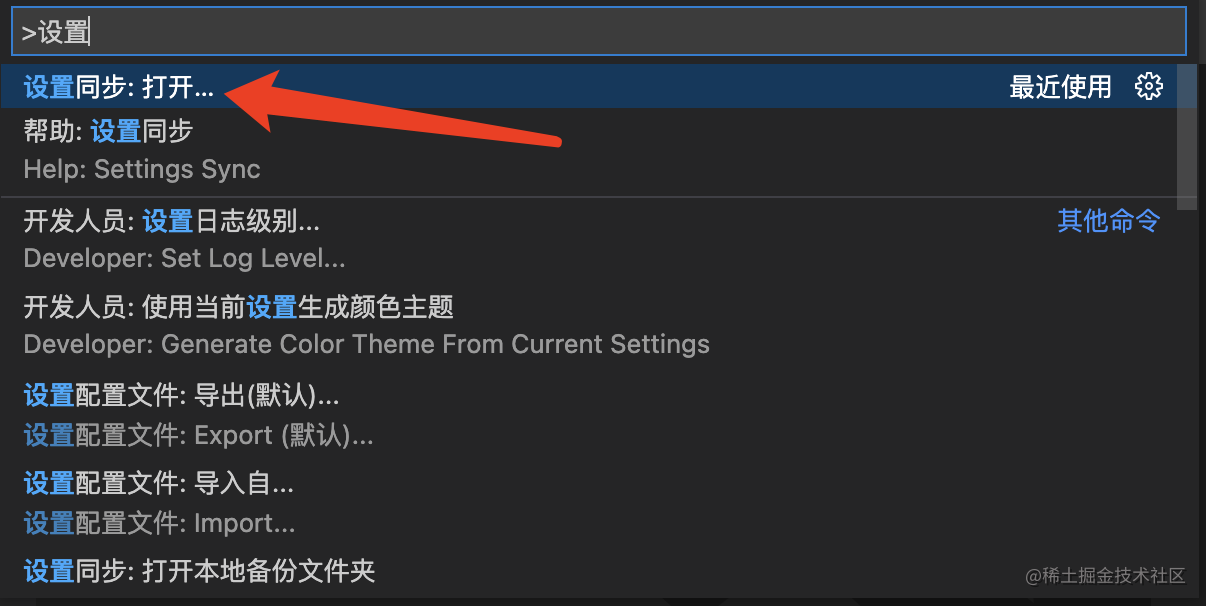 >设置
设置同步: 打开... 最近使用
帮助: 设置同步
Help: Settings Sync
开发人员: 设置日志级别... 其他命令
Developer: Set Log Level...
开发人员: 使用当前设置生成颜色主题
Developer: Generate Color Theme From Current Settings
设置配置文件: 导出(默认)...
设置配置文件: Export (默认)...
设置配置文件: 导入自...
设置配置文件: Import...
设置同步: 打开本地备份文件夹
@稀土掘金技术社区